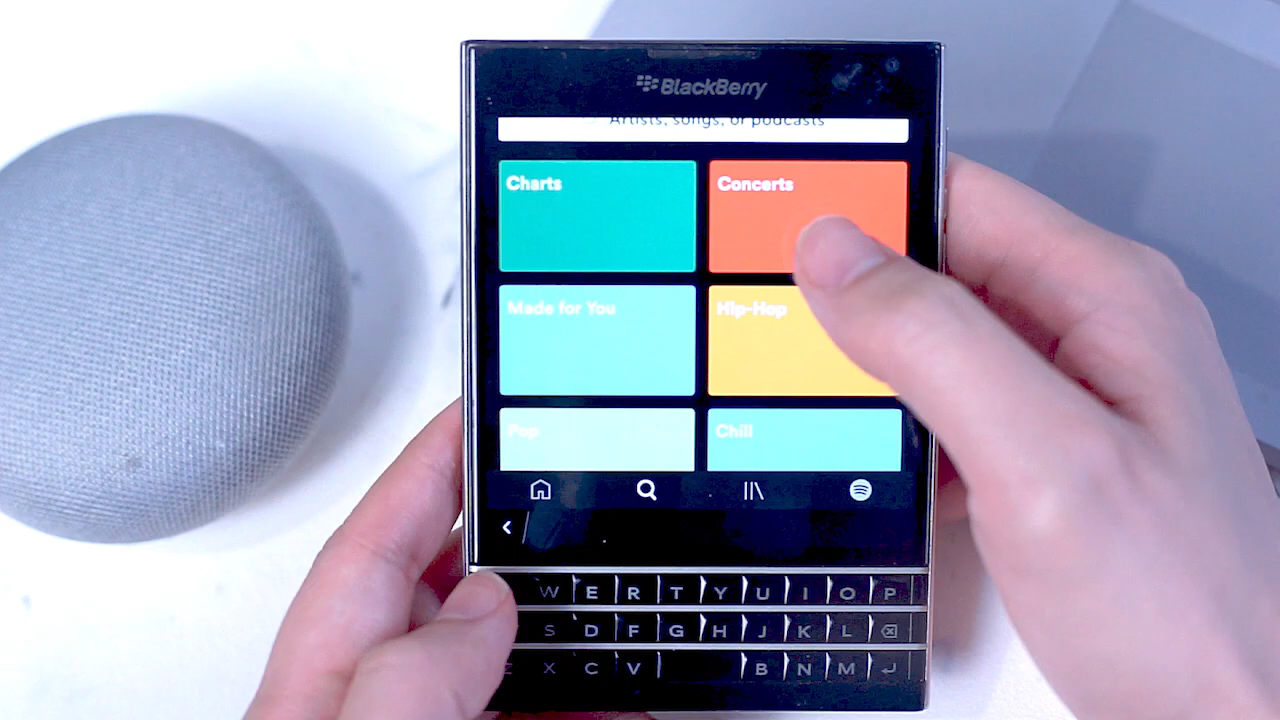 BlackBerry
Artists, songs, or podcasts
Charts Concerts
Made for You Hip-Hop
Pop Chill
W E R T Y U I O P
S D F G H J K L
X C V B N M